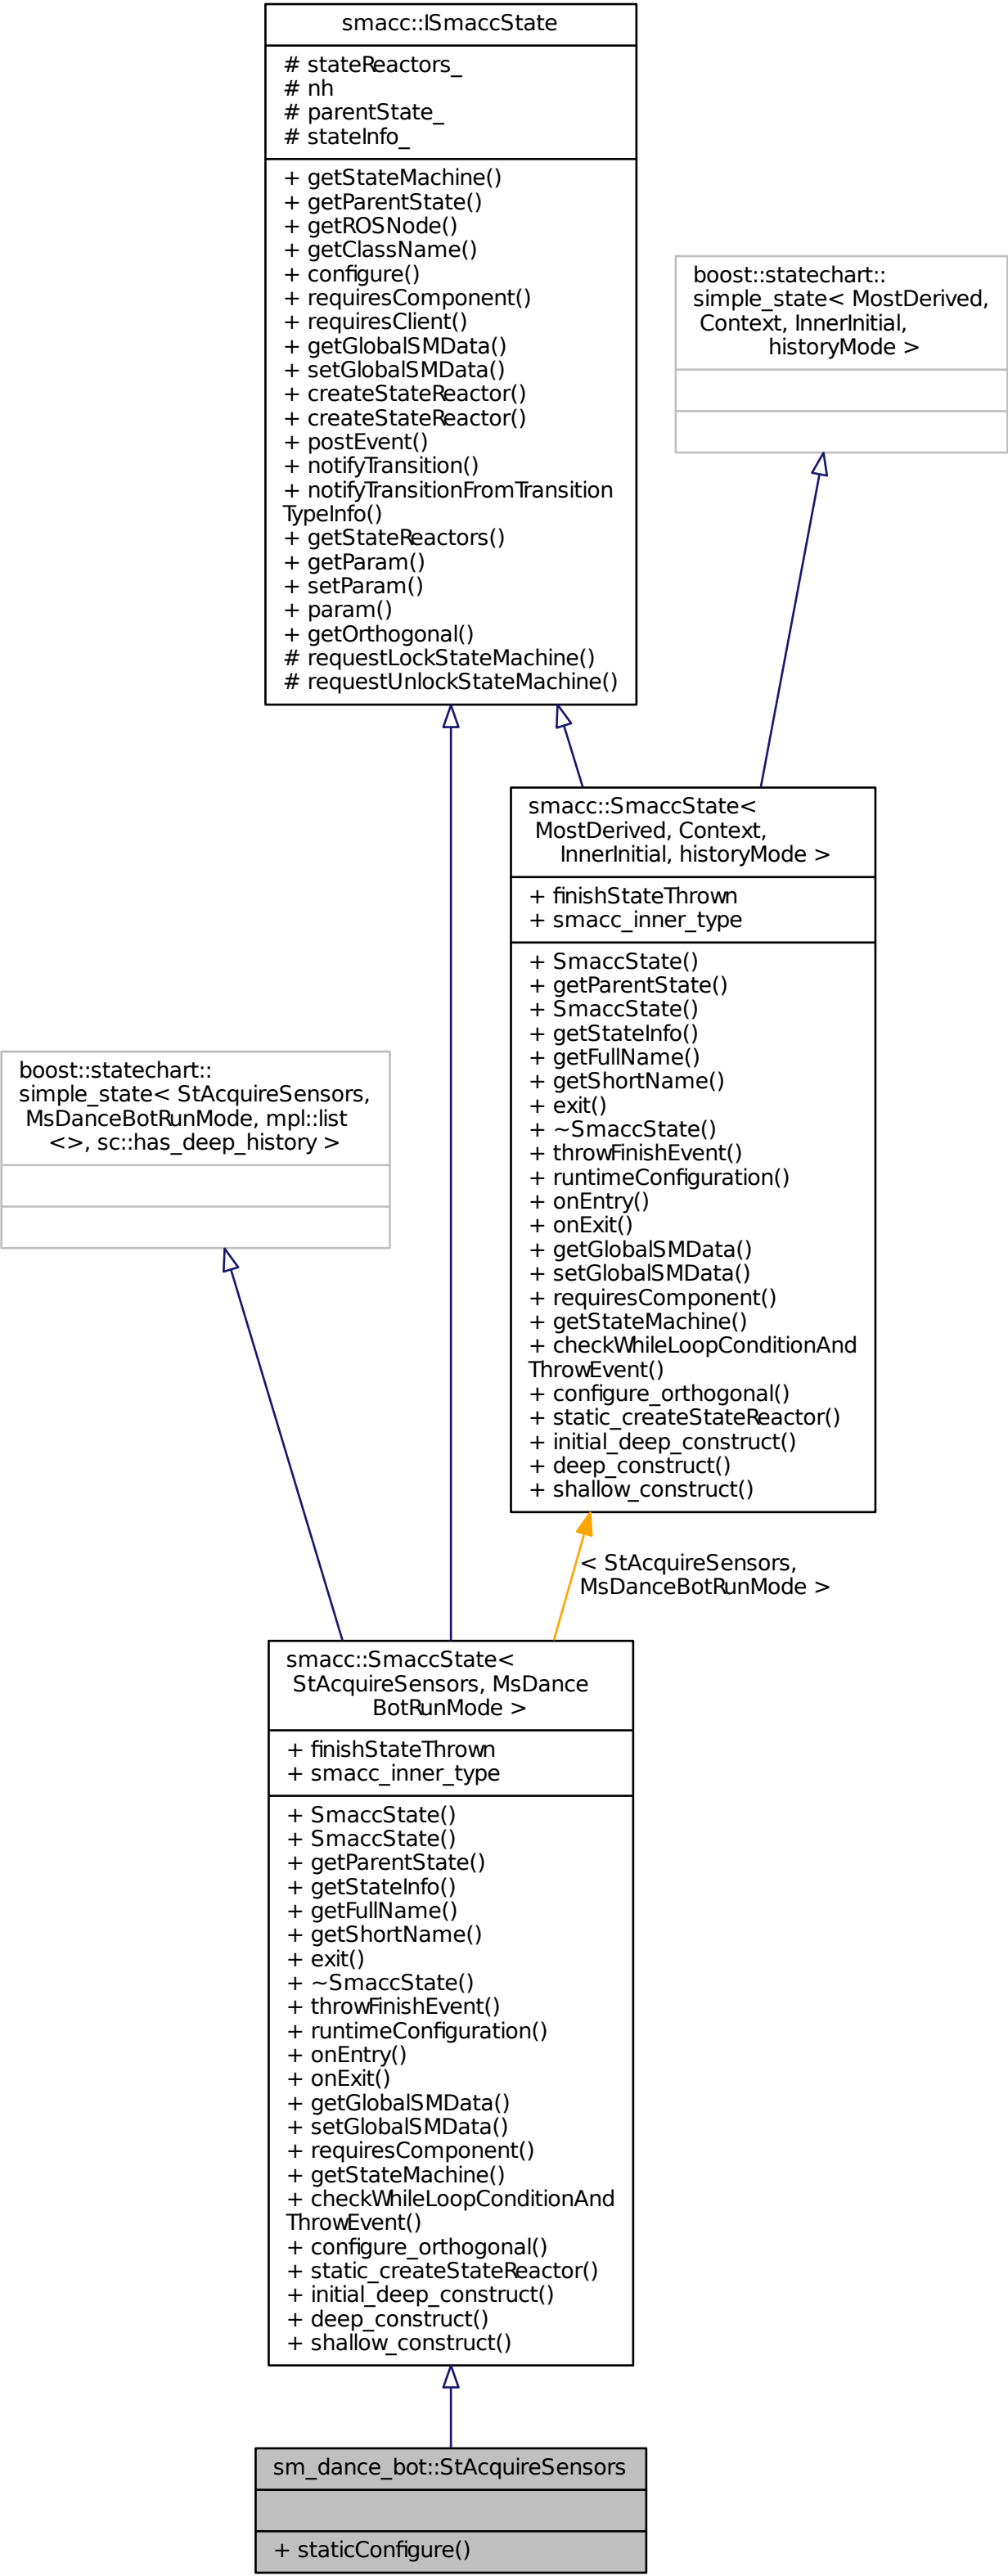 smacc::ISmaccState
# stateReactors_
# nh
# parentState_
# stateInfo_
+ getStateMachine()
+ getParentState()
+ getROSNode()
+ getClassName()
+ configure()
+ requiresComponent()
+ requiresClient()
+ getGlobalSMData()
+ setGlobalSMData()
+ createStateReactor()
+ createStateReactor()
+ postEvent()
+ notifyTransition()
+ notifyTransitionFromTransition
TypeInfo()
+ getStateReactors()
+ getParam()
+ setParam()
+ param()
+ getOrthogonal()
# requestLockStateMachine()
# requestUnlockStateMachine()
boost::statechart::
simple_state< MostDerived,
Context, InnerInitial,
historyMode >
smacc::SmaccState<
MostDerived, Context,
InnerInitial, historyMode >
+ finishStateThrown
+ smacc_inner_type
+ SmaccState()
+ getParentState()
+ SmaccState()
+ getStateInfo()
+ getFullName()
+ getShortName()
+ exit()
+ ~SmaccState()
+ throwFinishEvent()
+ runtimeConfiguration()
+ onEntry()
+ onExit()
+ getGlobalSMData()
+ setGlobalSMData()
+ requiresComponent()
+ getStateMachine()
+ checkWhileLoopConditionAnd
ThrowEvent()
+ configure_orthogonal()
+ static_createStateReactor()
+ initial_deep_construct()
+ deep_construct()
+ shallow_construct()
boost::statechart::
simple_state< StAcquireSensors,
MsDanceBotRunMode, mpl::list
<>, sc::has_deep_history >
< StAcquireSensors,
MsDanceBotRunMode >
smacc::SmaccState<
StAcquireSensors, MsDance
BotRunMode >
+ finishStateThrown
+ smacc_inner_type
+ SmaccState()
+ SmaccState()
+ getParentState()
+ getStateInfo()
+ getFullName()
+ getShortName()
+ exit()
+ ~SmaccState()
+ throwFinishEvent()
+ runtimeConfiguration()
+ onEntry()
+ onExit()
+ getGlobalSMData()
+ setGlobalSMData()
+ requiresComponent()
+ getStateMachine()
+ checkWhileLoopConditionAnd
ThrowEvent()
+ configure_orthogonal()
+ static_createStateReactor()
+ initial_deep_construct()
+ deep_construct()
+ shallow_construct()
sm_dance_bot::StAcquireSensors
+ staticConfigure()